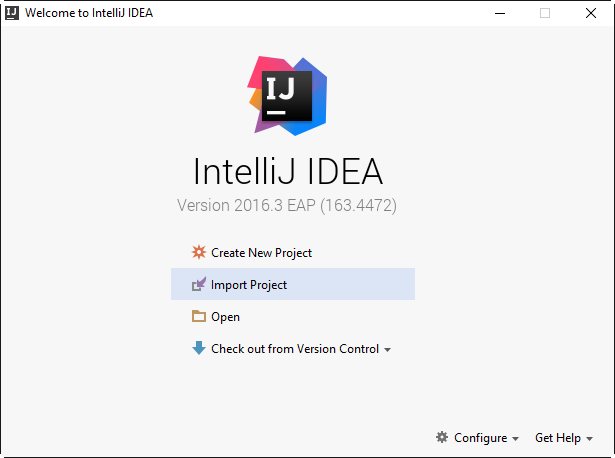 Welcome to IntelliJ IDEA
IJ
IntelliJ IDEA
Version 2016.3 EAP (163.4472)
Create New Project
Import Project
Open
Check out from Version Control
Configure Get Help